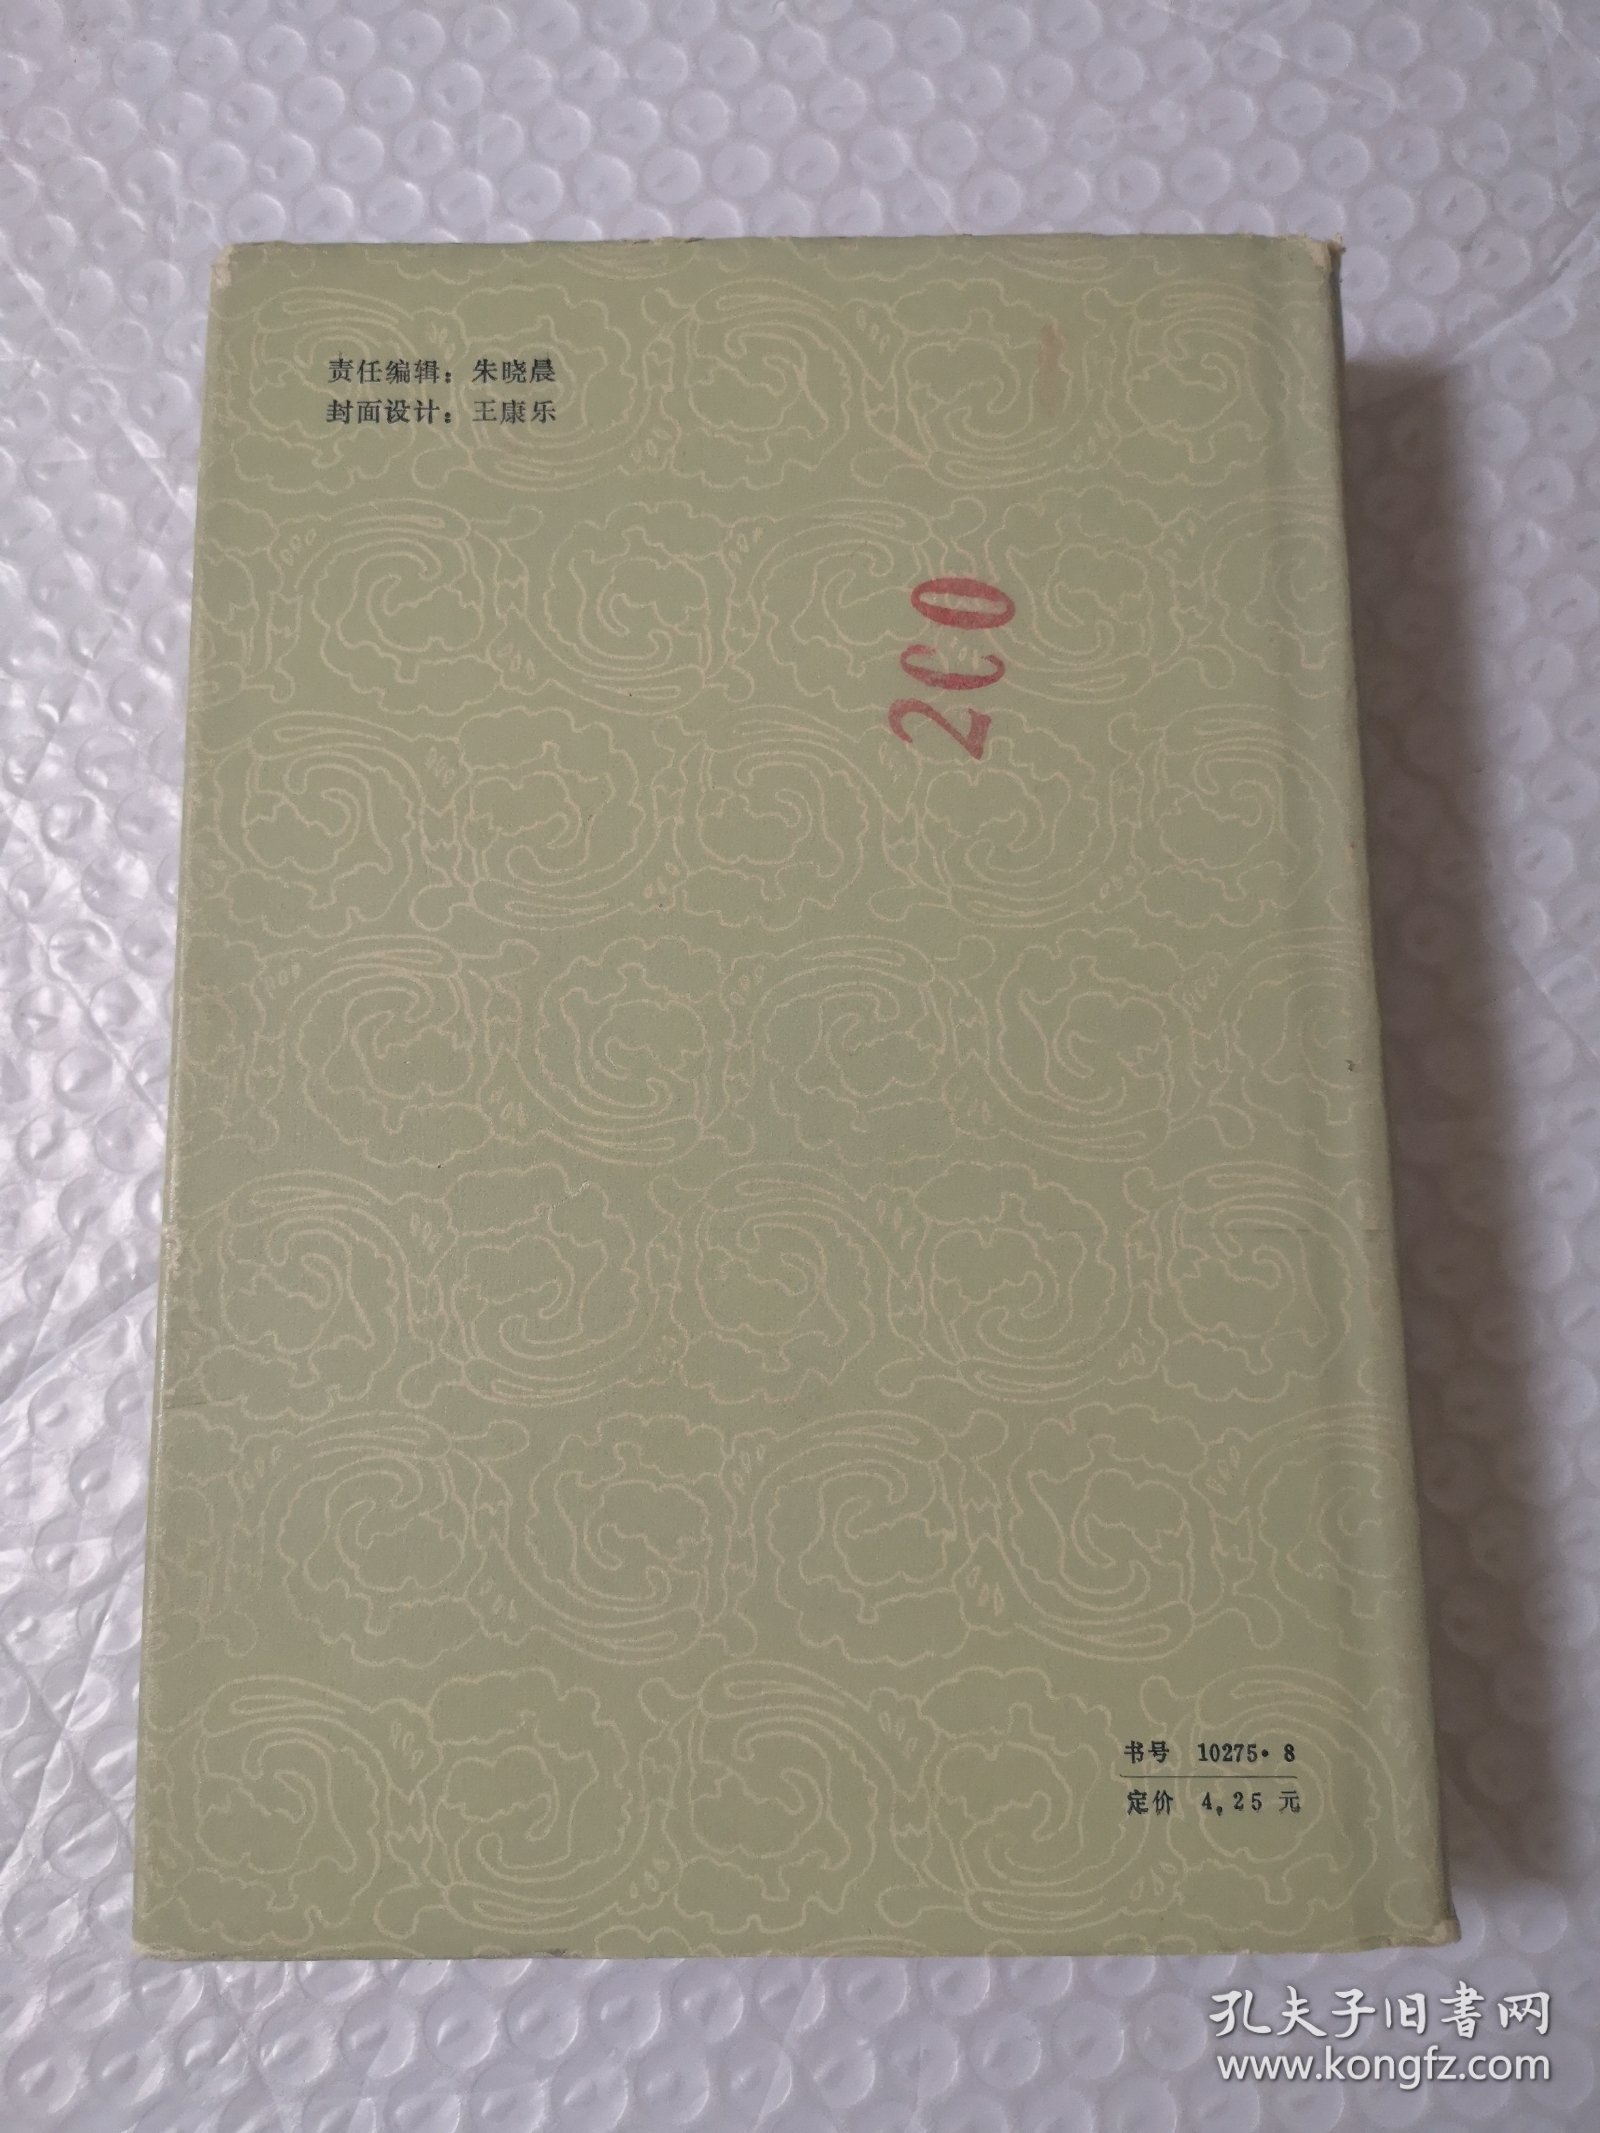 责任编辑：朱晓晨
封面设计：王康乐
200
书号 10275·8
定价 4.25 元
孔夫子旧书网
www.kongfz.com